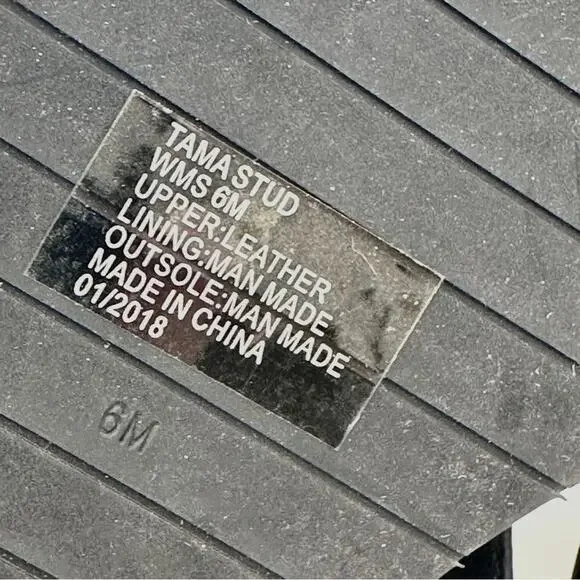 TAMA STUD
WMS 6M
UPPER:LEATHER
LINING:MAN MADE
OUTSOLE:MAN MADE
MADE IN CHINA
01/2018
6M